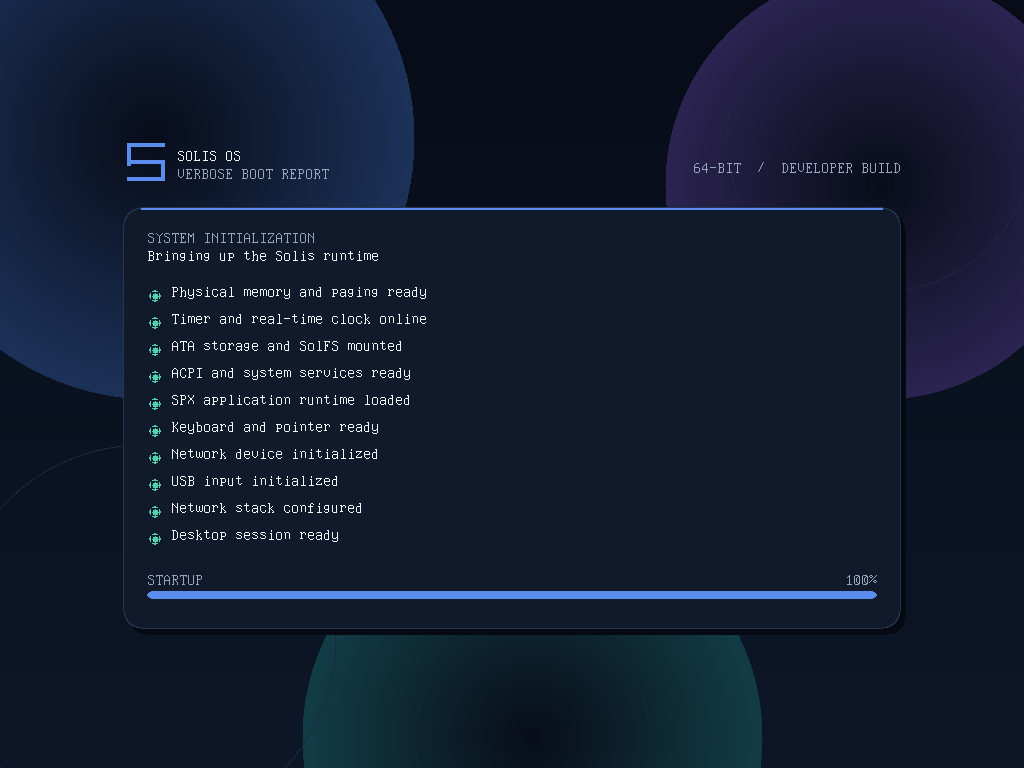 SOLIS OS
VERBOSE BOOT REPORT
64-BIT / DEVELOPER BUILD
SYSTEM INITIALIZATION
Bringing up the Solis runtime
Physical memory and paging ready
Timer and real-time clock online
ATA storage and SolFS mounted
ACPI and system services ready
SPX application runtime loaded
Keyboard and pointer ready
Network device initialized
USB input initialized
Network stack configured
Desktop session ready
STARTUP 100%